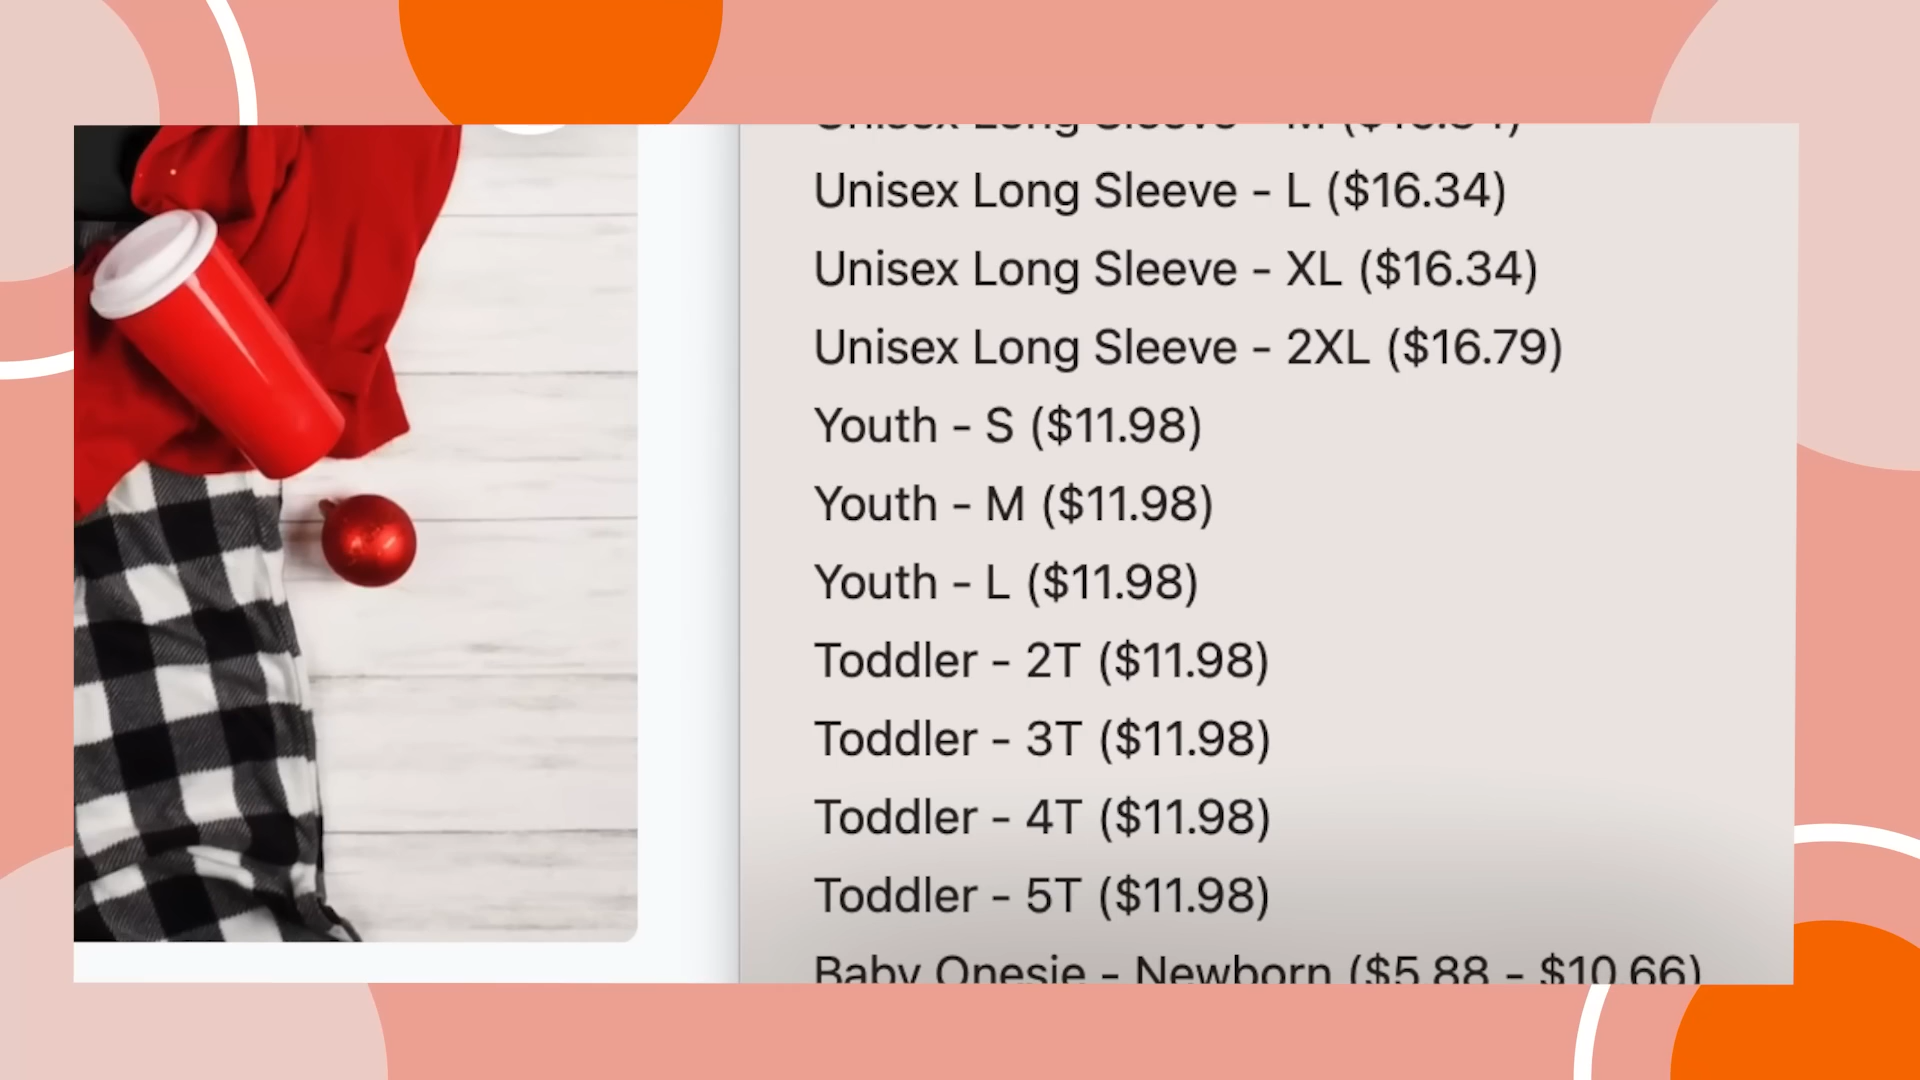 Unisex Long Sleeve - L ($16.34)
Unisex Long Sleeve - XL ($16.34)
Unisex Long Sleeve - 2XL ($16.79)
Youth - S ($11.98)
Youth - M ($11.98)
Youth - L ($11.98)
Toddler - 2T ($11.98)
Toddler - 3T ($11.98)
Toddler - 4T ($11.98)
Toddler - 5T ($11.98)
Baby Onesie - Newborn ($5.88 - $10.66)